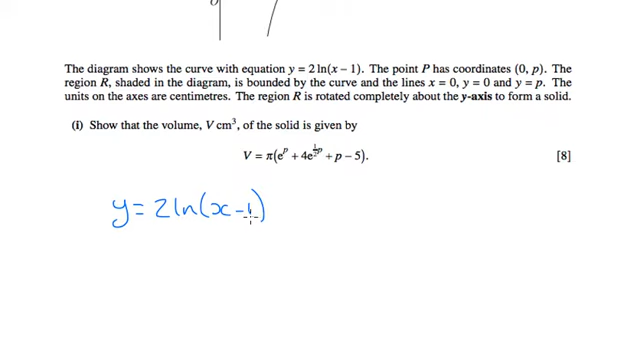 O
The diagram shows the curve with equation y = 2 ln(x − 1). The point P has coordinates (0, p). The
region R, shaded in the diagram, is bounded by the curve and the lines x = 0, y = 0 and y = p. The
units on the axes are centimetres. The region R is rotated completely about the y-axis to form a solid.
(i) Show that the volume, V cm³, of the solid is given by
V = π(e^p + 4e^{½p} + p − 5). [8]
y = 2 ln(x − 1)